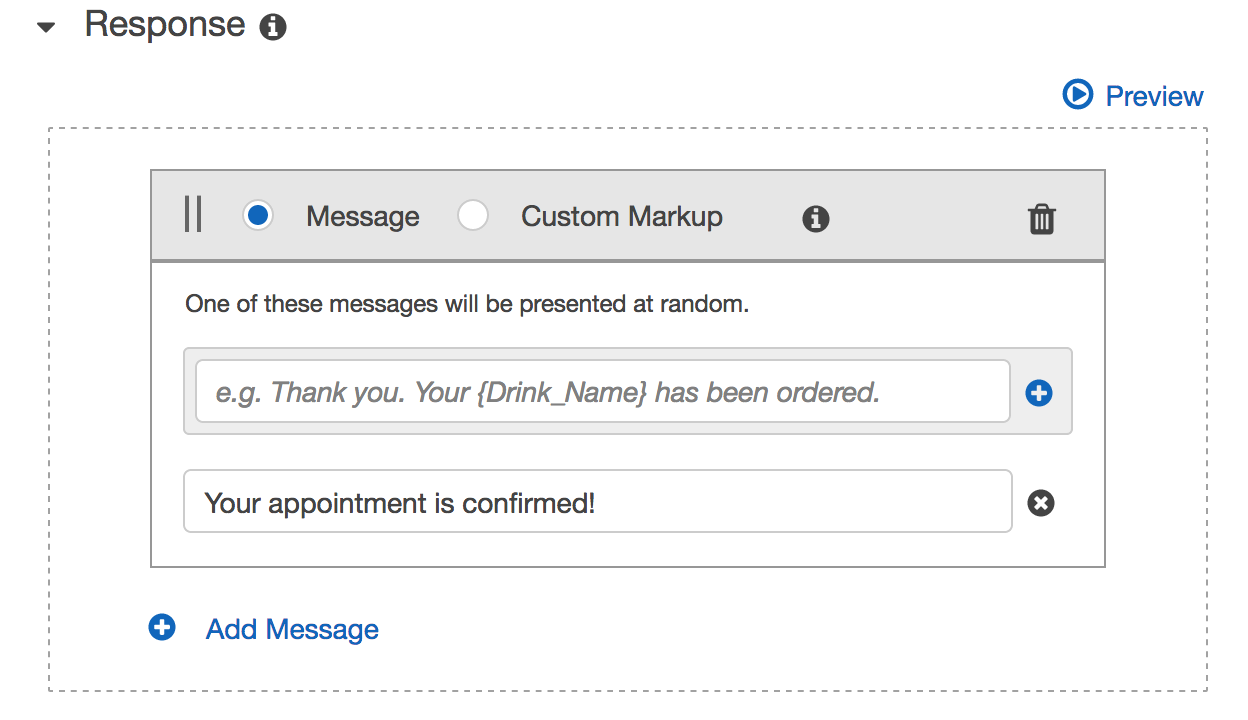 Response
Preview
Message Custom Markup
One of these messages will be presented at random.
e.g. Thank you. Your {Drink_Name} has been ordered.
Your appointment is confirmed!
Add Message